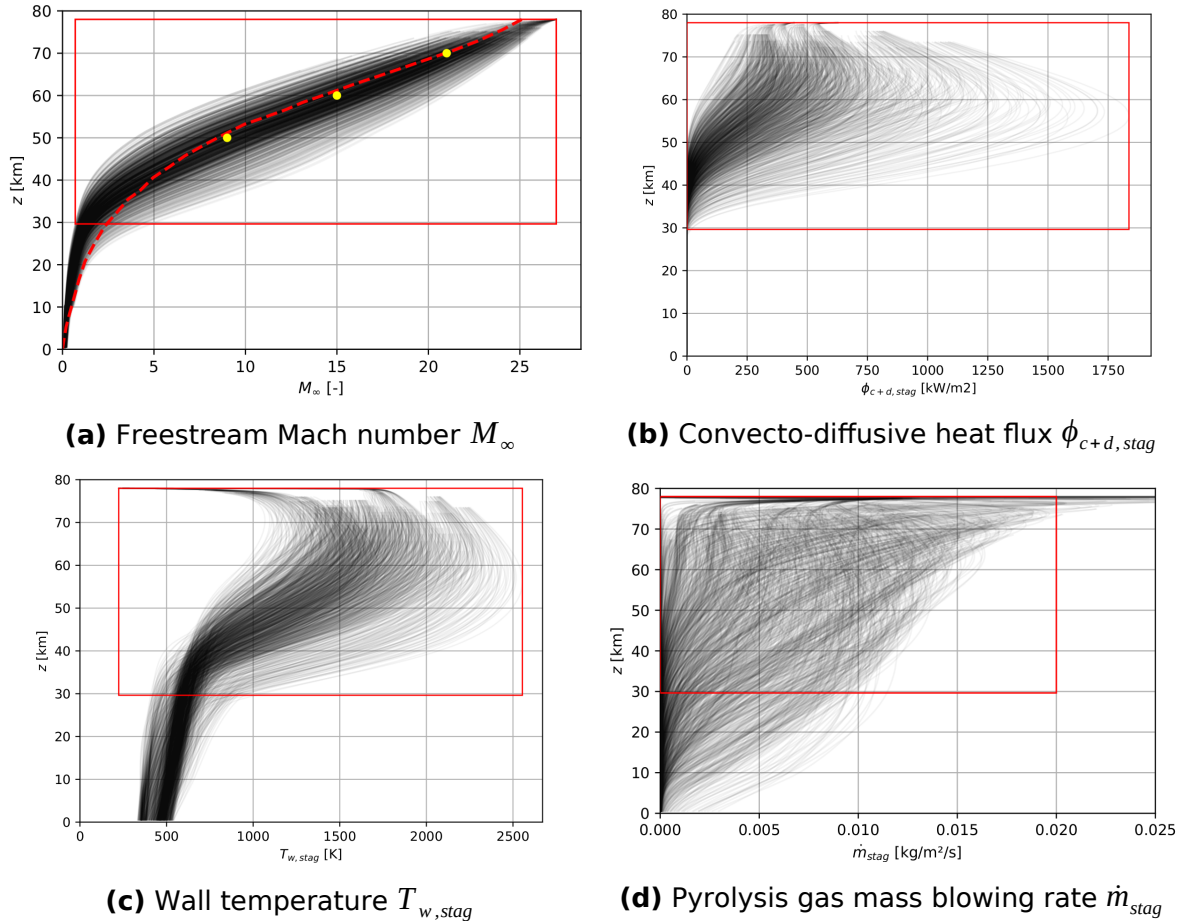 80
70
60
50
40
30
20
10
0
z [km]
0 5 10 15 20 25
M∞ [-]
(a) Freestream Mach number M∞
80
70
60
50
40
30
20
10
0
z [km]
0 250 500 750 1000 1250 1500 1750
ϕc+d,stag [kW/m2]
(b) Convecto-diffusive heat flux ϕc+d,stag
80
70
60
50
40
30
20
10
0
z [km]
0 500 1000 1500 2000 2500
Tw,stag [K]
(c) Wall temperature Tw,stag
80
70
60
50
40
30
20
10
0
z [km]
0.000 0.005 0.010 0.015 0.020 0.025
ṁstag [kg/m²/s]
(d) Pyrolysis gas mass blowing rate ṁstag